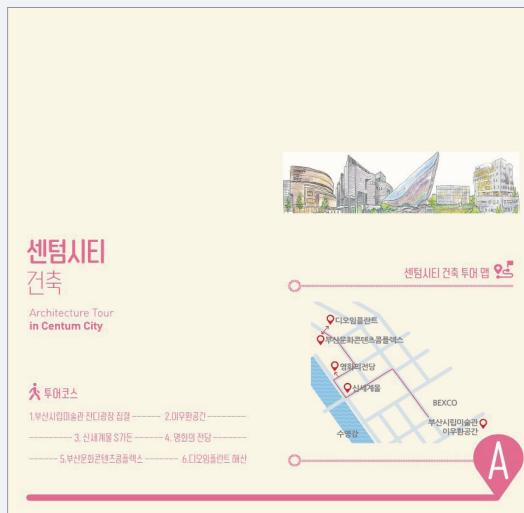 센텀시티
건축
Architecture Tour
in Centum City
투어코스
1.부산시립미술관 잔디광장 집결 ------ 2.이우환공간 --------
--------- 3. 신세계몰 S가든 ------ 4. 영화의 전당 -------
------ 5.부산문화콘텐츠콤플렉스 ------ 6.디오임플란트 해산
센텀시티 건축 투어 맵
디오임플란트
부산문화콘텐츠콤플렉스
영화의전당
신세계몰
BEXCO
부산시립미술관
이우환공간
수영강
A